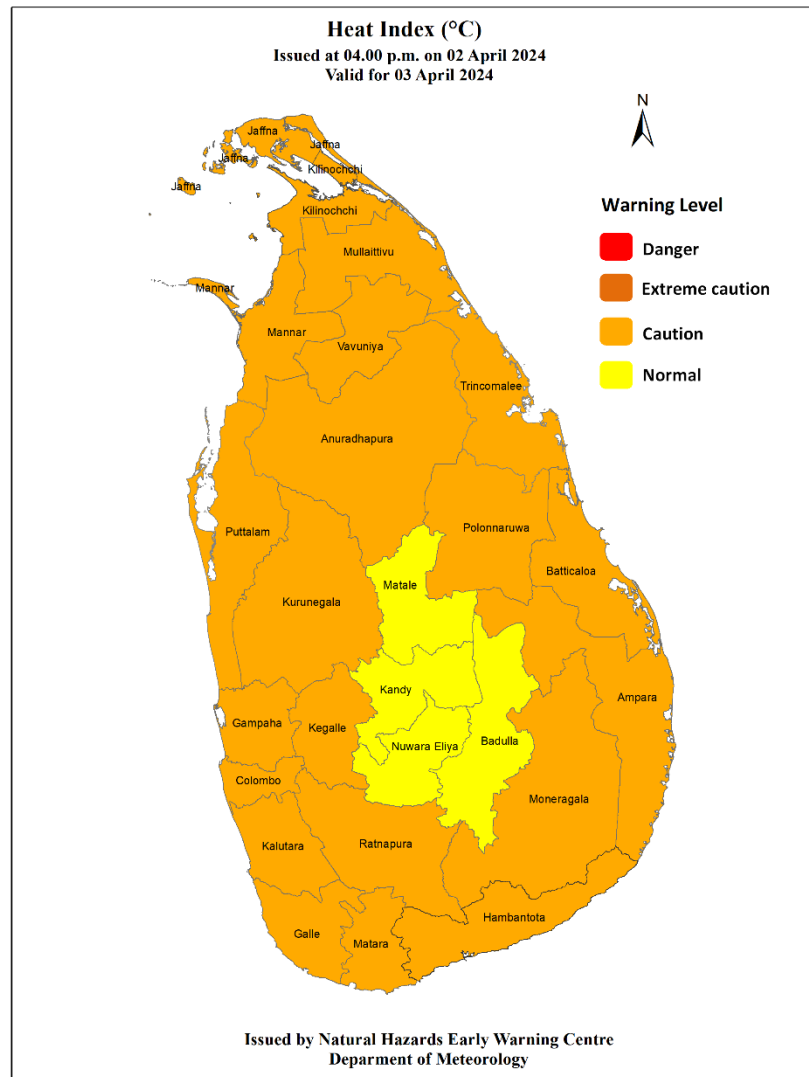 Heat Index (°C)
Issued at 04.00 p.m. on 02 April 2024
Valid for 03 April 2024
N
Jaffna
Jaffna
Jaffna
Kilinochchi
Jaffna
Kilinochchi
Warning Level
Danger
Extreme caution
Caution
Normal
Mullaittivu
Mannar
Mannar
Vavuniya
Trincomalee
Anuradhapura
Puttalam
Polonnaruwa
Batticaloa
Matale
Kurunegala
Kandy
Ampara
Gampaha
Kegalle
Nuwara Eliya
Badulla
Colombo
Moneragala
Kalutara
Ratnapura
Hambantota
Galle
Matara
Issued by Natural Hazards Early Warning Centre
Deparment of Meteorology